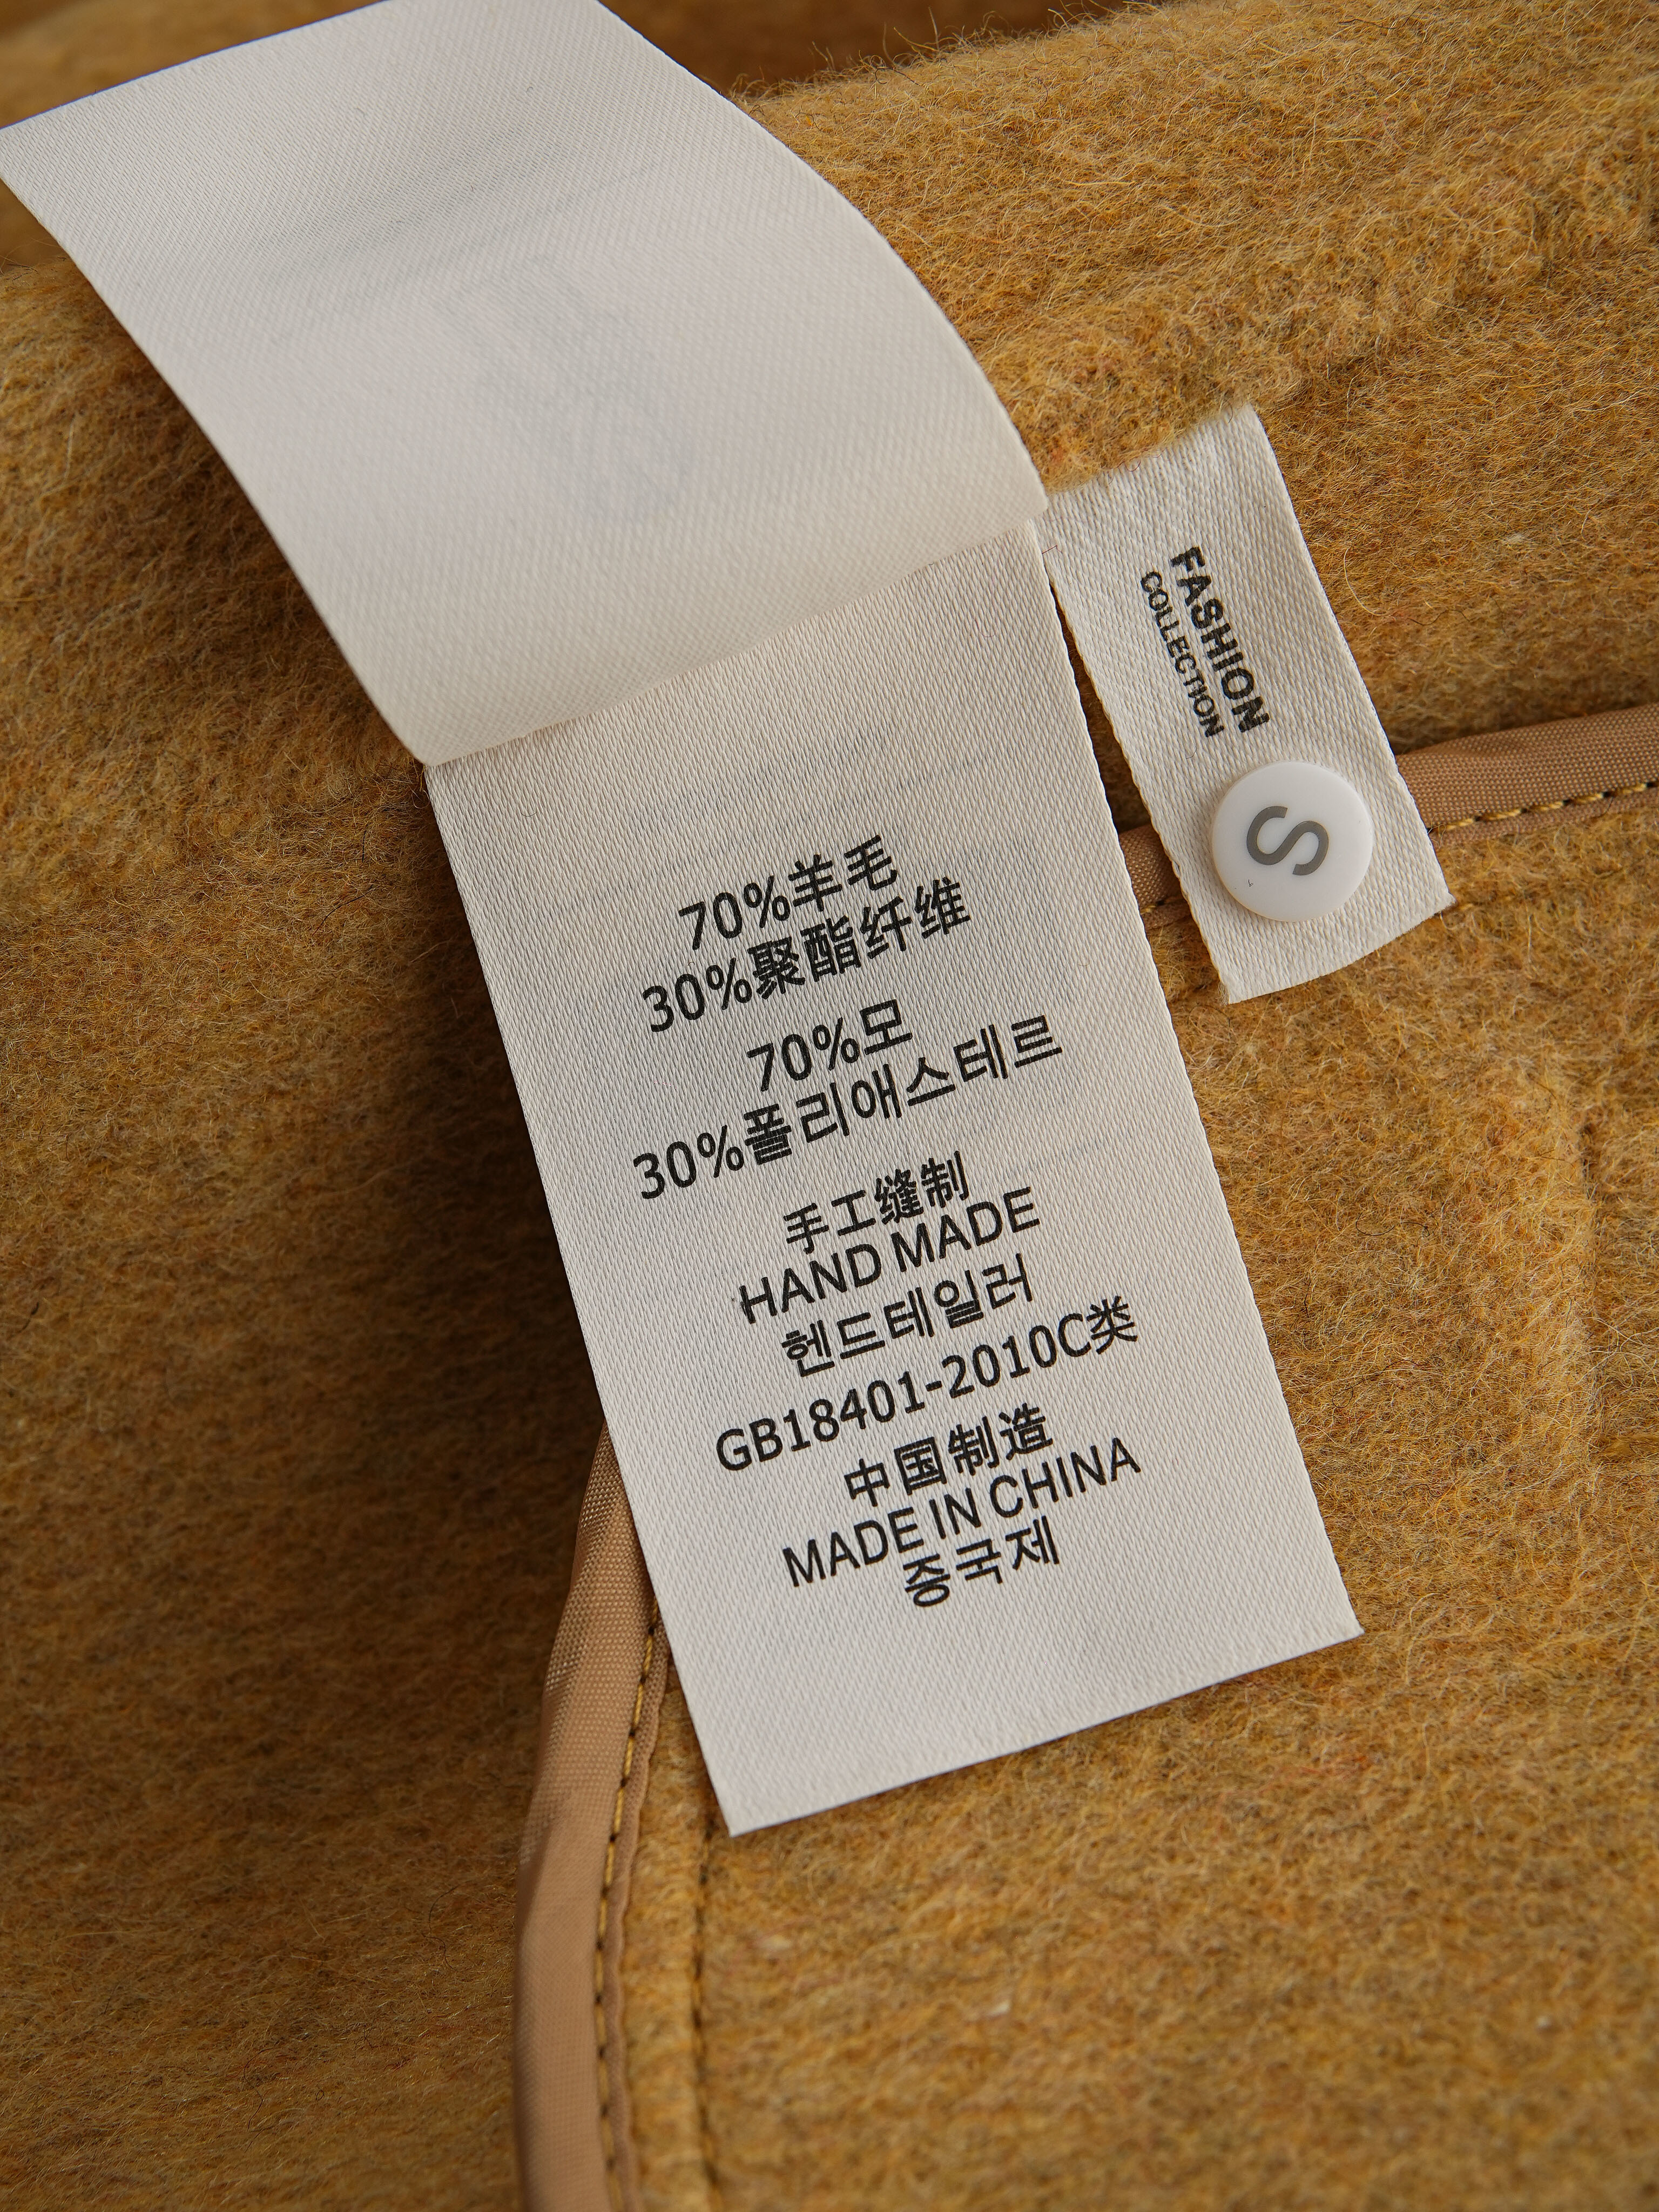 70%羊毛
30%聚酯纤维
70%모
30%폴리애스테르
手工缝制
HAND MADE
헨드테일러
GB18401-2010C类
中国制造
MADE IN CHINA
중국제
FASHION
COLLECTION
S